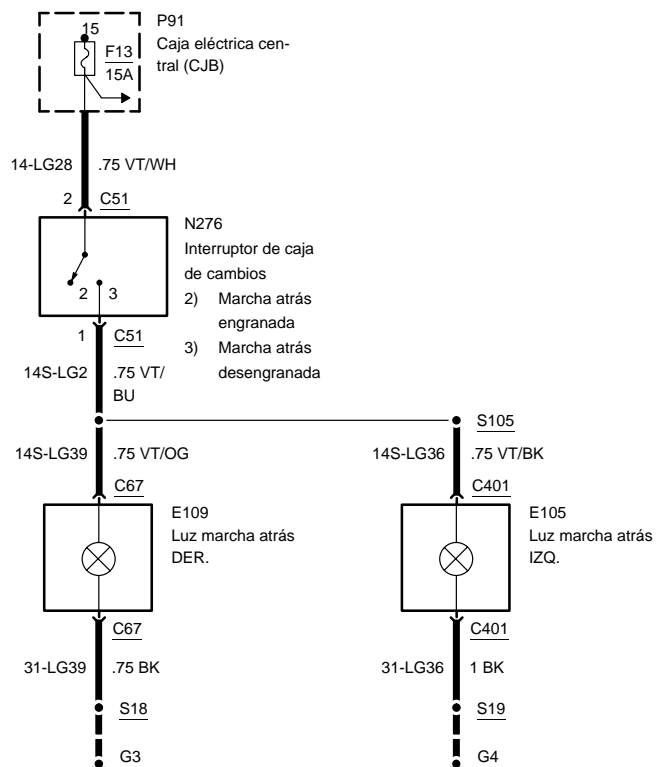 15
P91
Caja eléctrica cen-
tral (CJB)
F13
15A
14-LG28
.75 VT/WH
2
C51
N276
Interruptor de caja
de cambios
2) Marcha atrás
engranada
3) Marcha atrás
desengranada
2
3
1
C51
14S-LG2
.75 VT/
BU
S105
14S-LG39
.75 VT/OG
14S-LG36
.75 VT/BK
C67
C401
E109
Luz marcha atrás
DER.
E105
Luz marcha atrás
IZQ.
C67
C401
31-LG39
.75 BK
31-LG36
1 BK
S18
S19
G3
G4